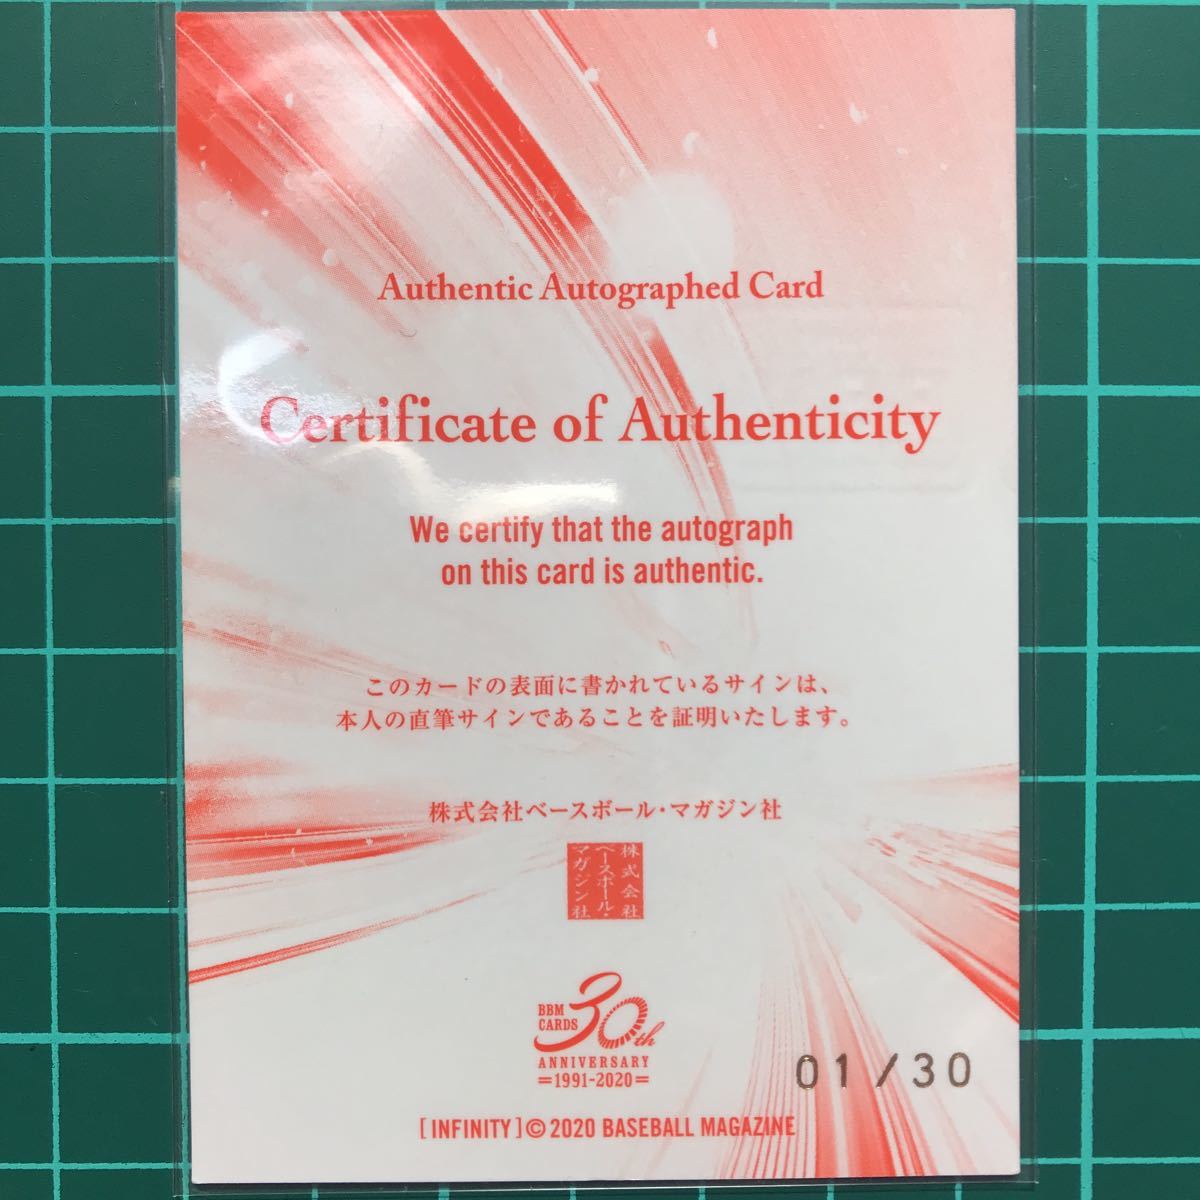 Authentic Autographed Card
Certificate of Authenticity
We certify that the autograph
on this card is authentic.
このカードの表面に書かれているサインは、
本人の直筆サインであることを証明いたします。
株式会社ベースボール・マガジン社
株式会社
ベースボール・
マガジン社
BBM
CARDS
30th
ANNIVERSARY
=1991-2020=
01/30
[INFINITY]© 2020 BASEBALL MAGAZINE